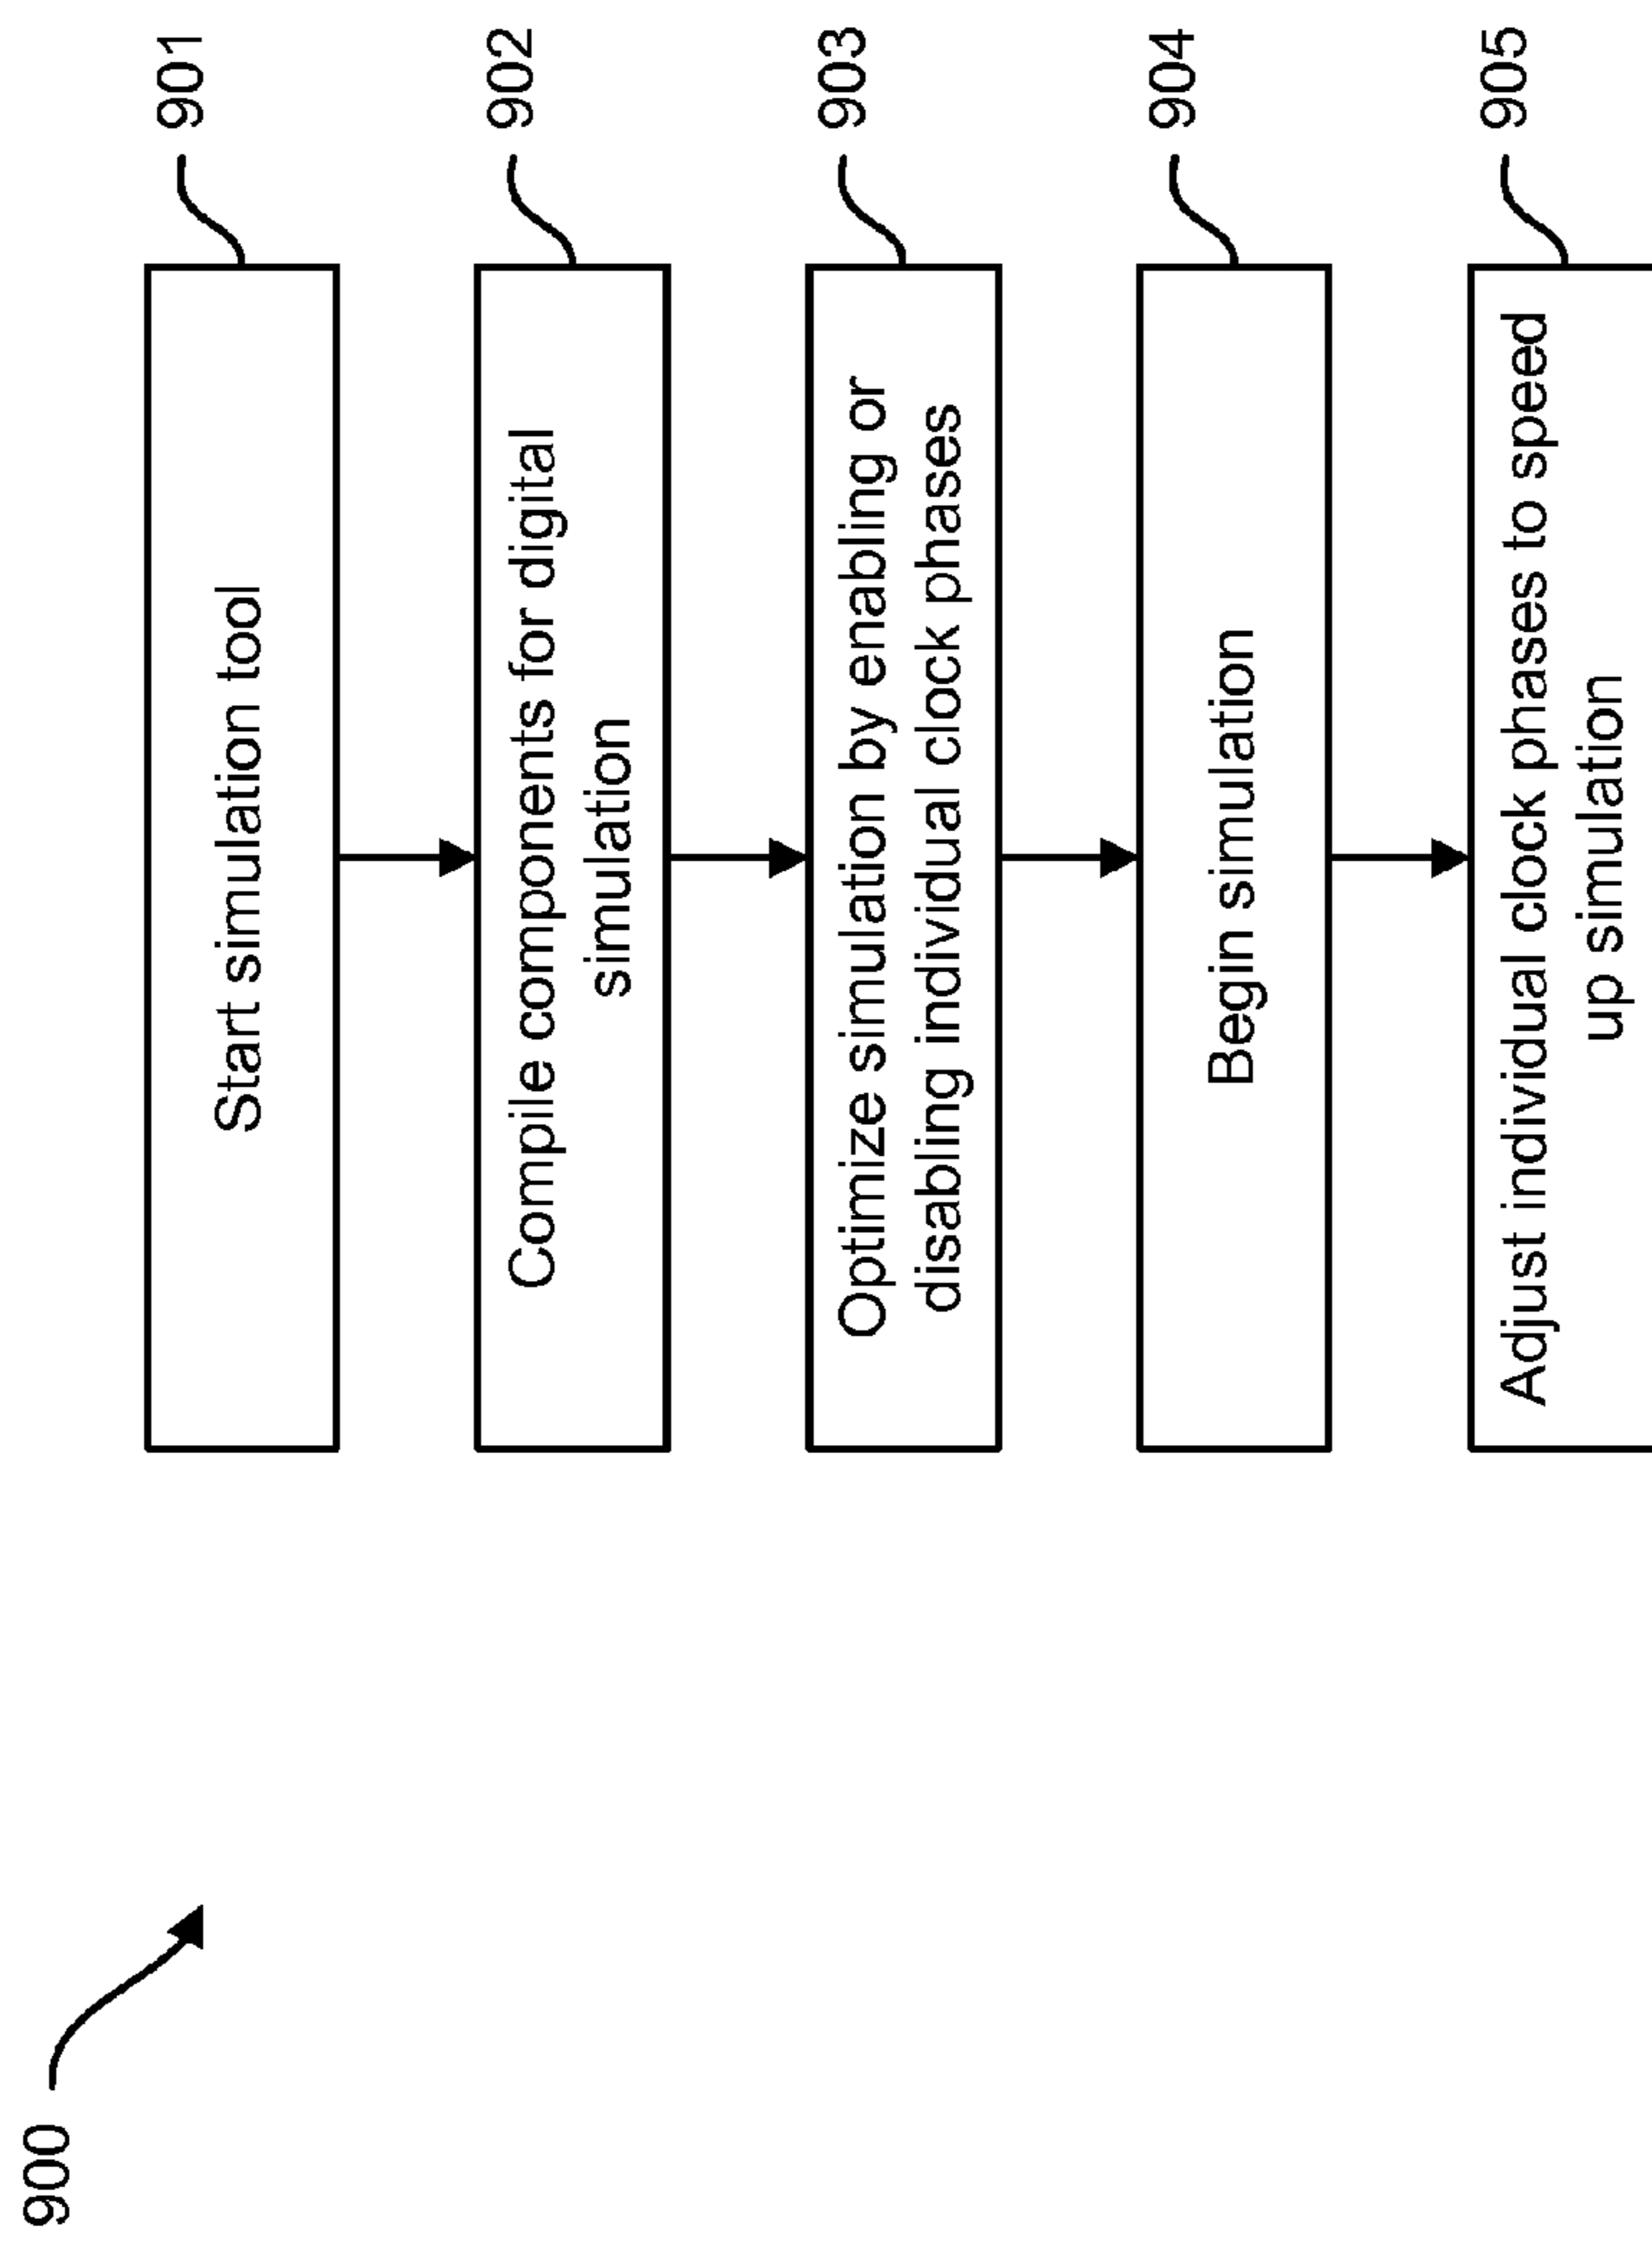 900
Start simulation tool
901
Compile components for digital
simulation
902
Optimize simulation by enabling or
disabling individual clock phases
903
Begin simulation
904
Adjust individual clock phases to speed
up simulation
905